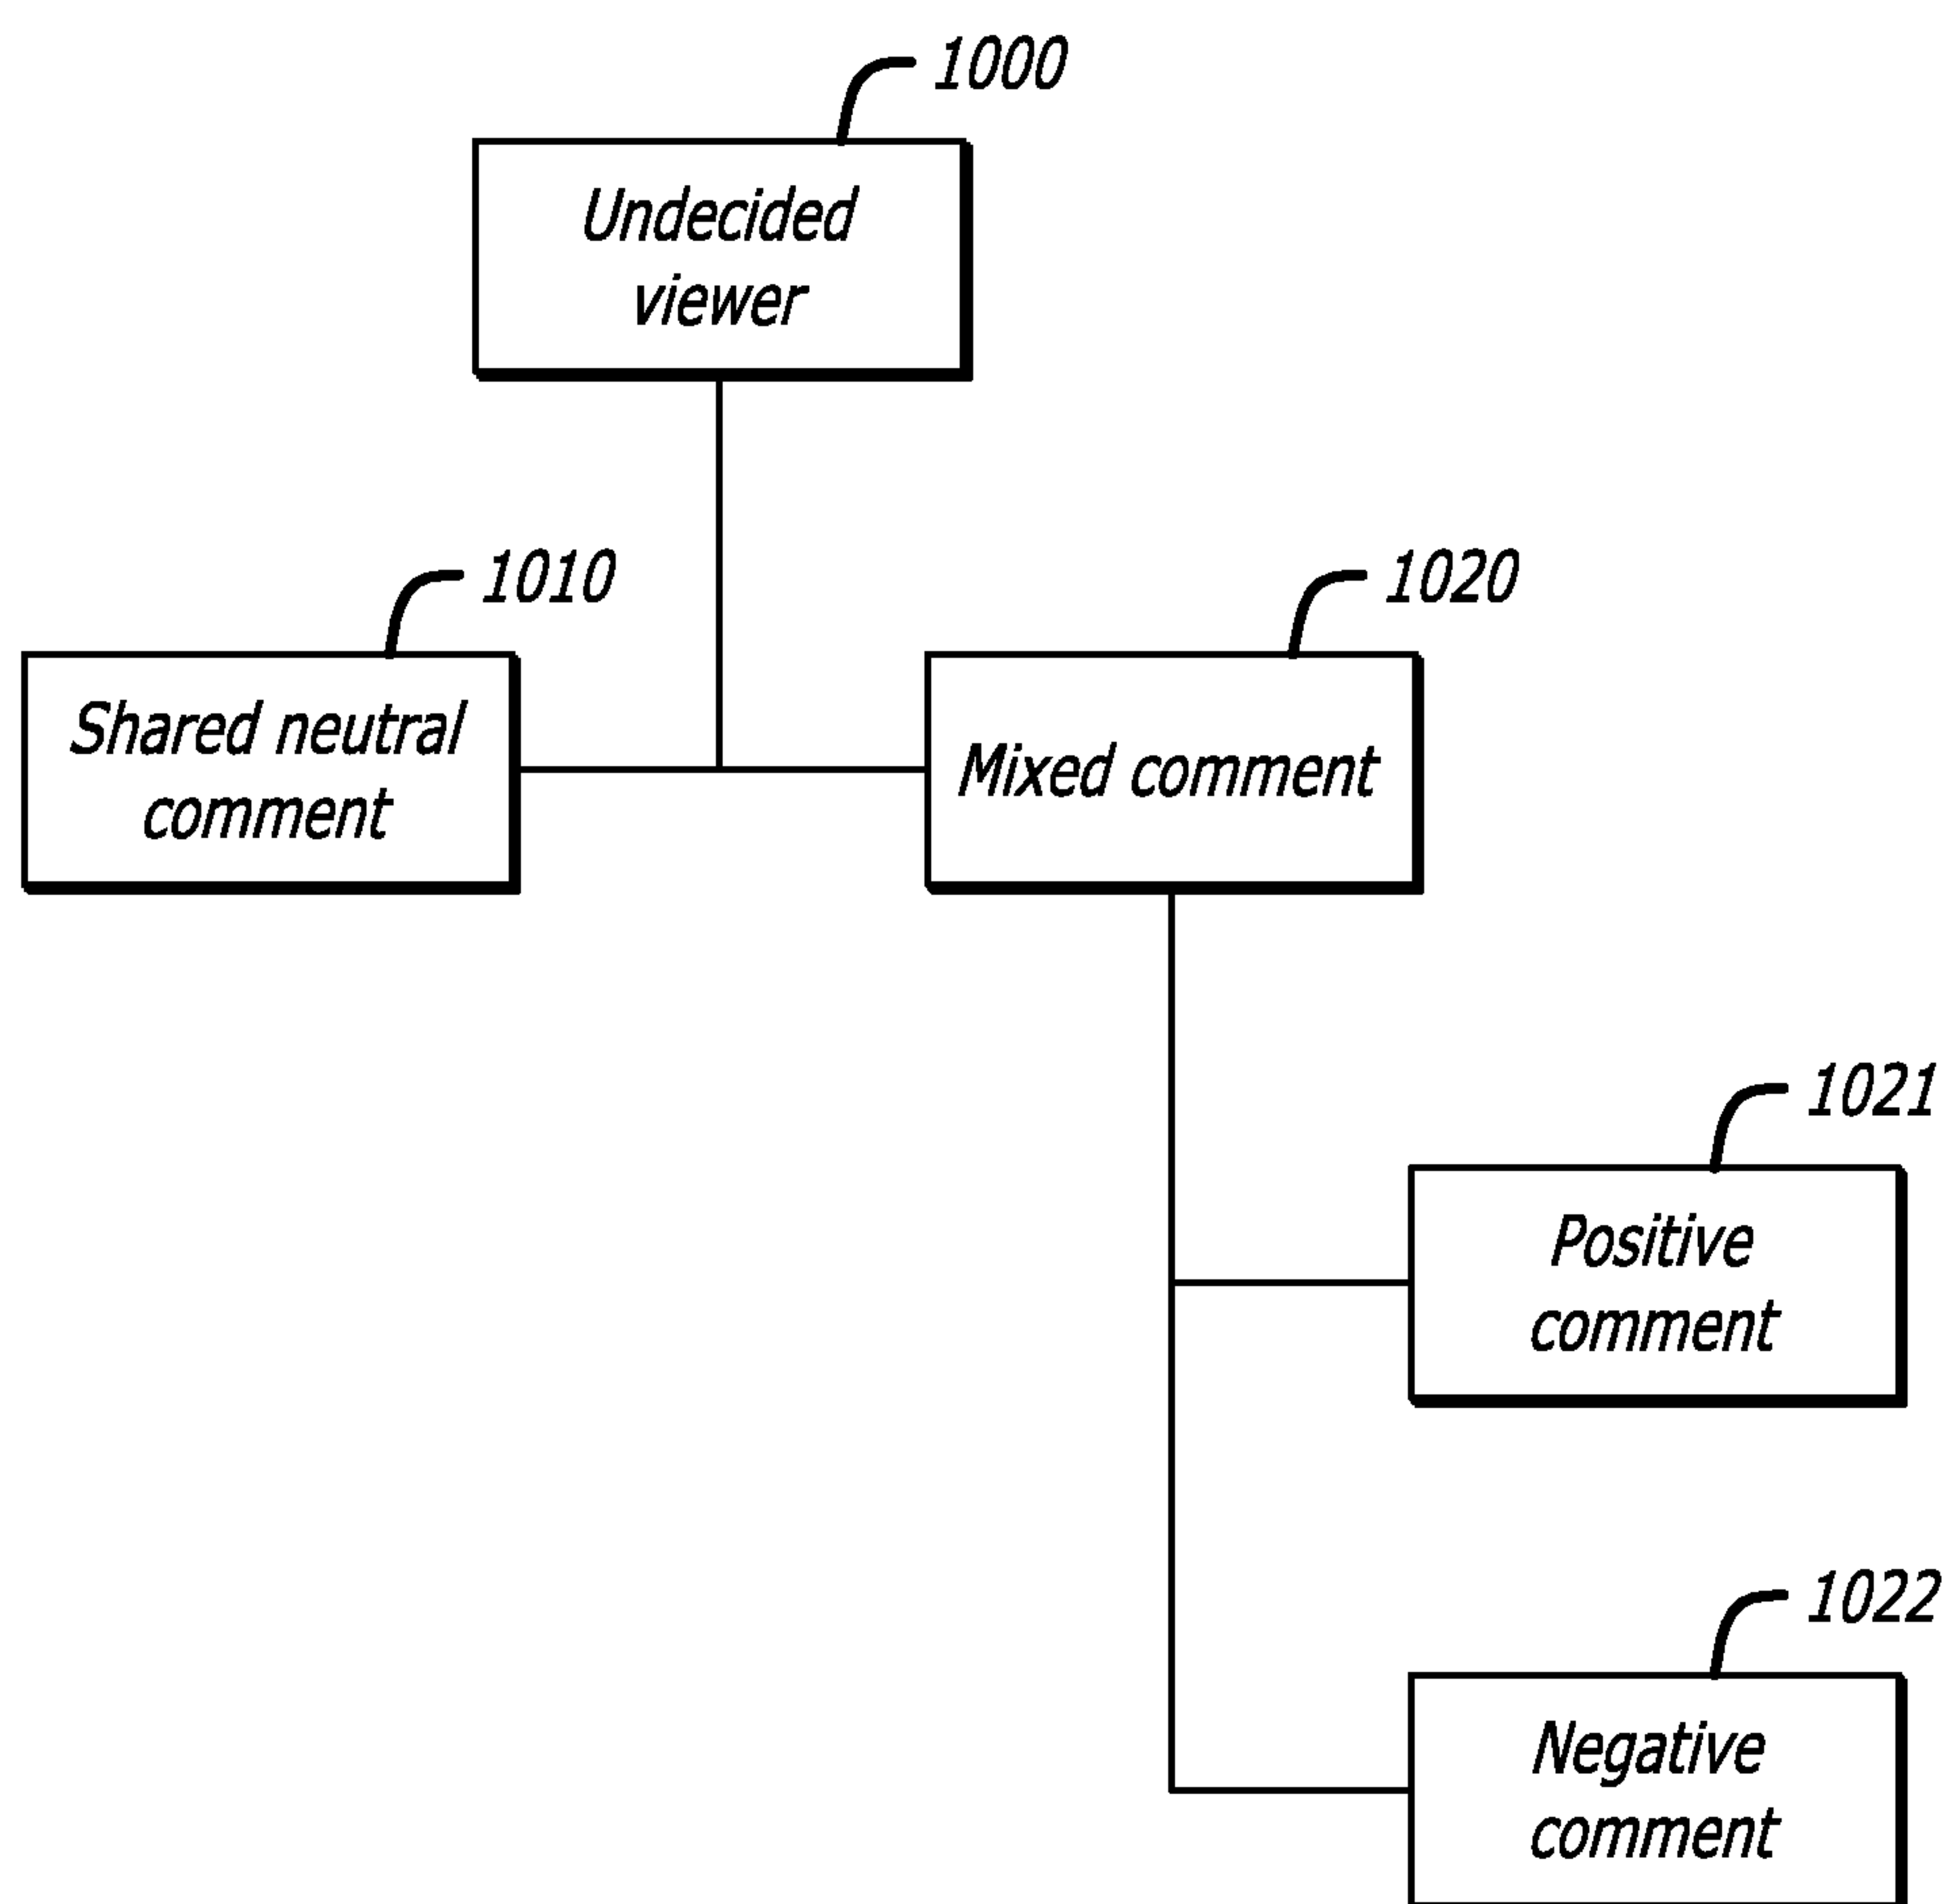 1000
Undecided
viewer
1010
Shared neutral
comment
1020
Mixed comment
1021
Positive
comment
1022
Negative
comment